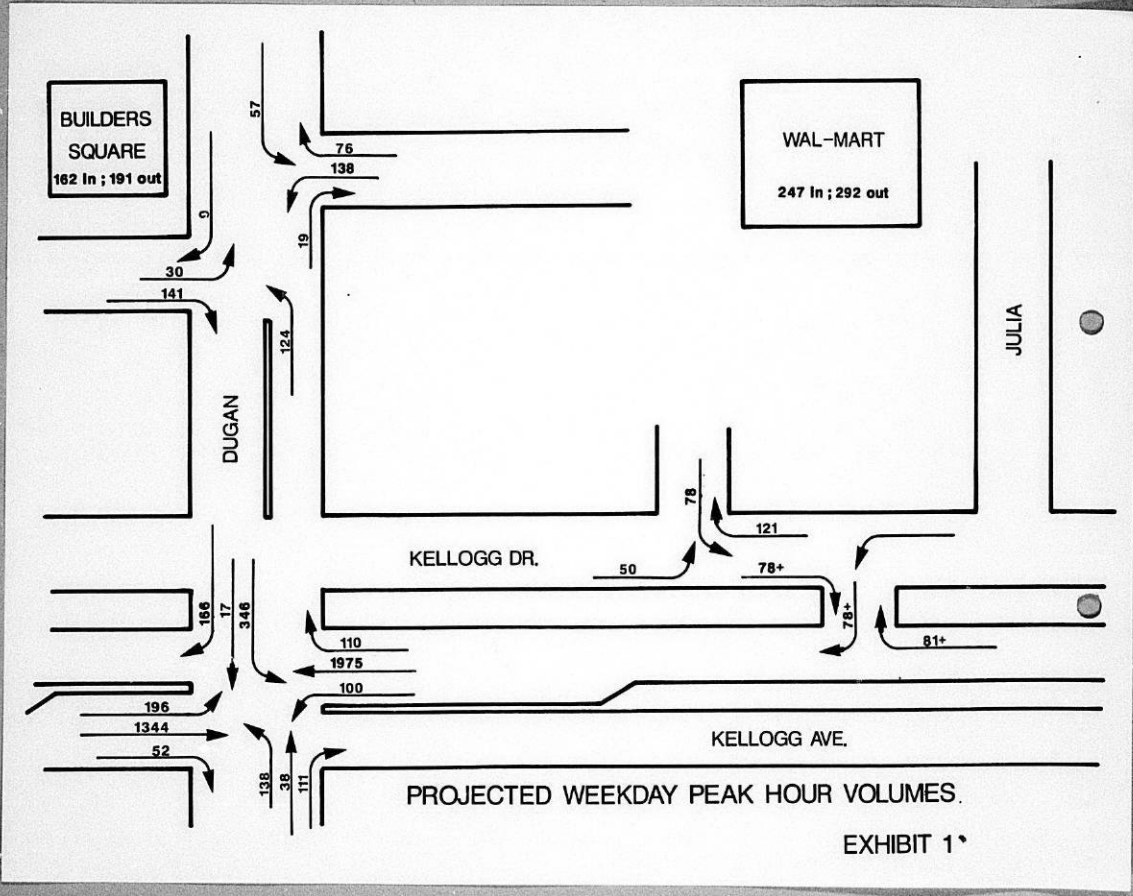 BUILDERS
SQUARE
162 In ; 191 out
57
76
138
WAL-MART
247 In ; 292 out
9
19
30
141
124
DUGAN
JULIA
78
121
KELLOGG DR.
50
78+
166
17
346
78+
110
81+
1975
100
196
1344
KELLOGG AVE.
52
138
38
111
PROJECTED WEEKDAY PEAK HOUR VOLUMES.
EXHIBIT 1